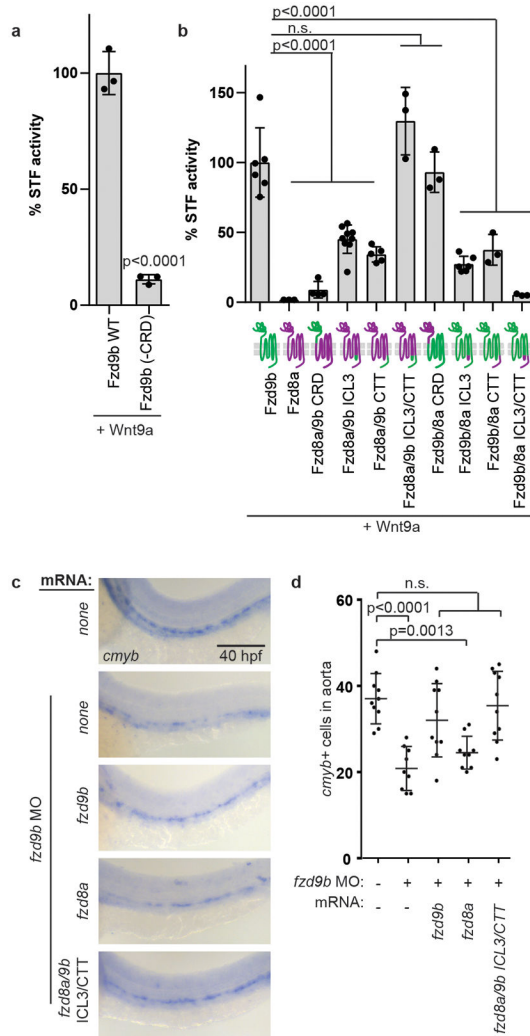 a
% STF activity
100
50
0
p<0.0001
Fzd9b WT
Fzd9b (-CRD)
+ Wnt9a
b
p<0.0001
n.s.
p<0.0001
% STF activity
150
100
50
0
Fzd9b
Fzd8a
Fzd8a/9b CRD
Fzd8a/9b ICL3
Fzd8a/9b CTT
Fzd8a/9b ICL3/CTT
Fzd9b/8a CRD
Fzd9b/8a ICL3
Fzd9b/8a CTT
Fzd9b/8a ICL3/CTT
+ Wnt9a
c
mRNA:
none
cmyb
40 hpf
fzd9b MO
none
fzd9b
fzd8a
fzd8a/9b
ICL3/CTT
d
n.s.
p<0.0001
p=0.0013
cmyb+ cells in aorta
60
40
20
0
fzd9b MO: - + + + +
mRNA: - - fzd9b fzd8a fzd8a/9b ICL3/CTT